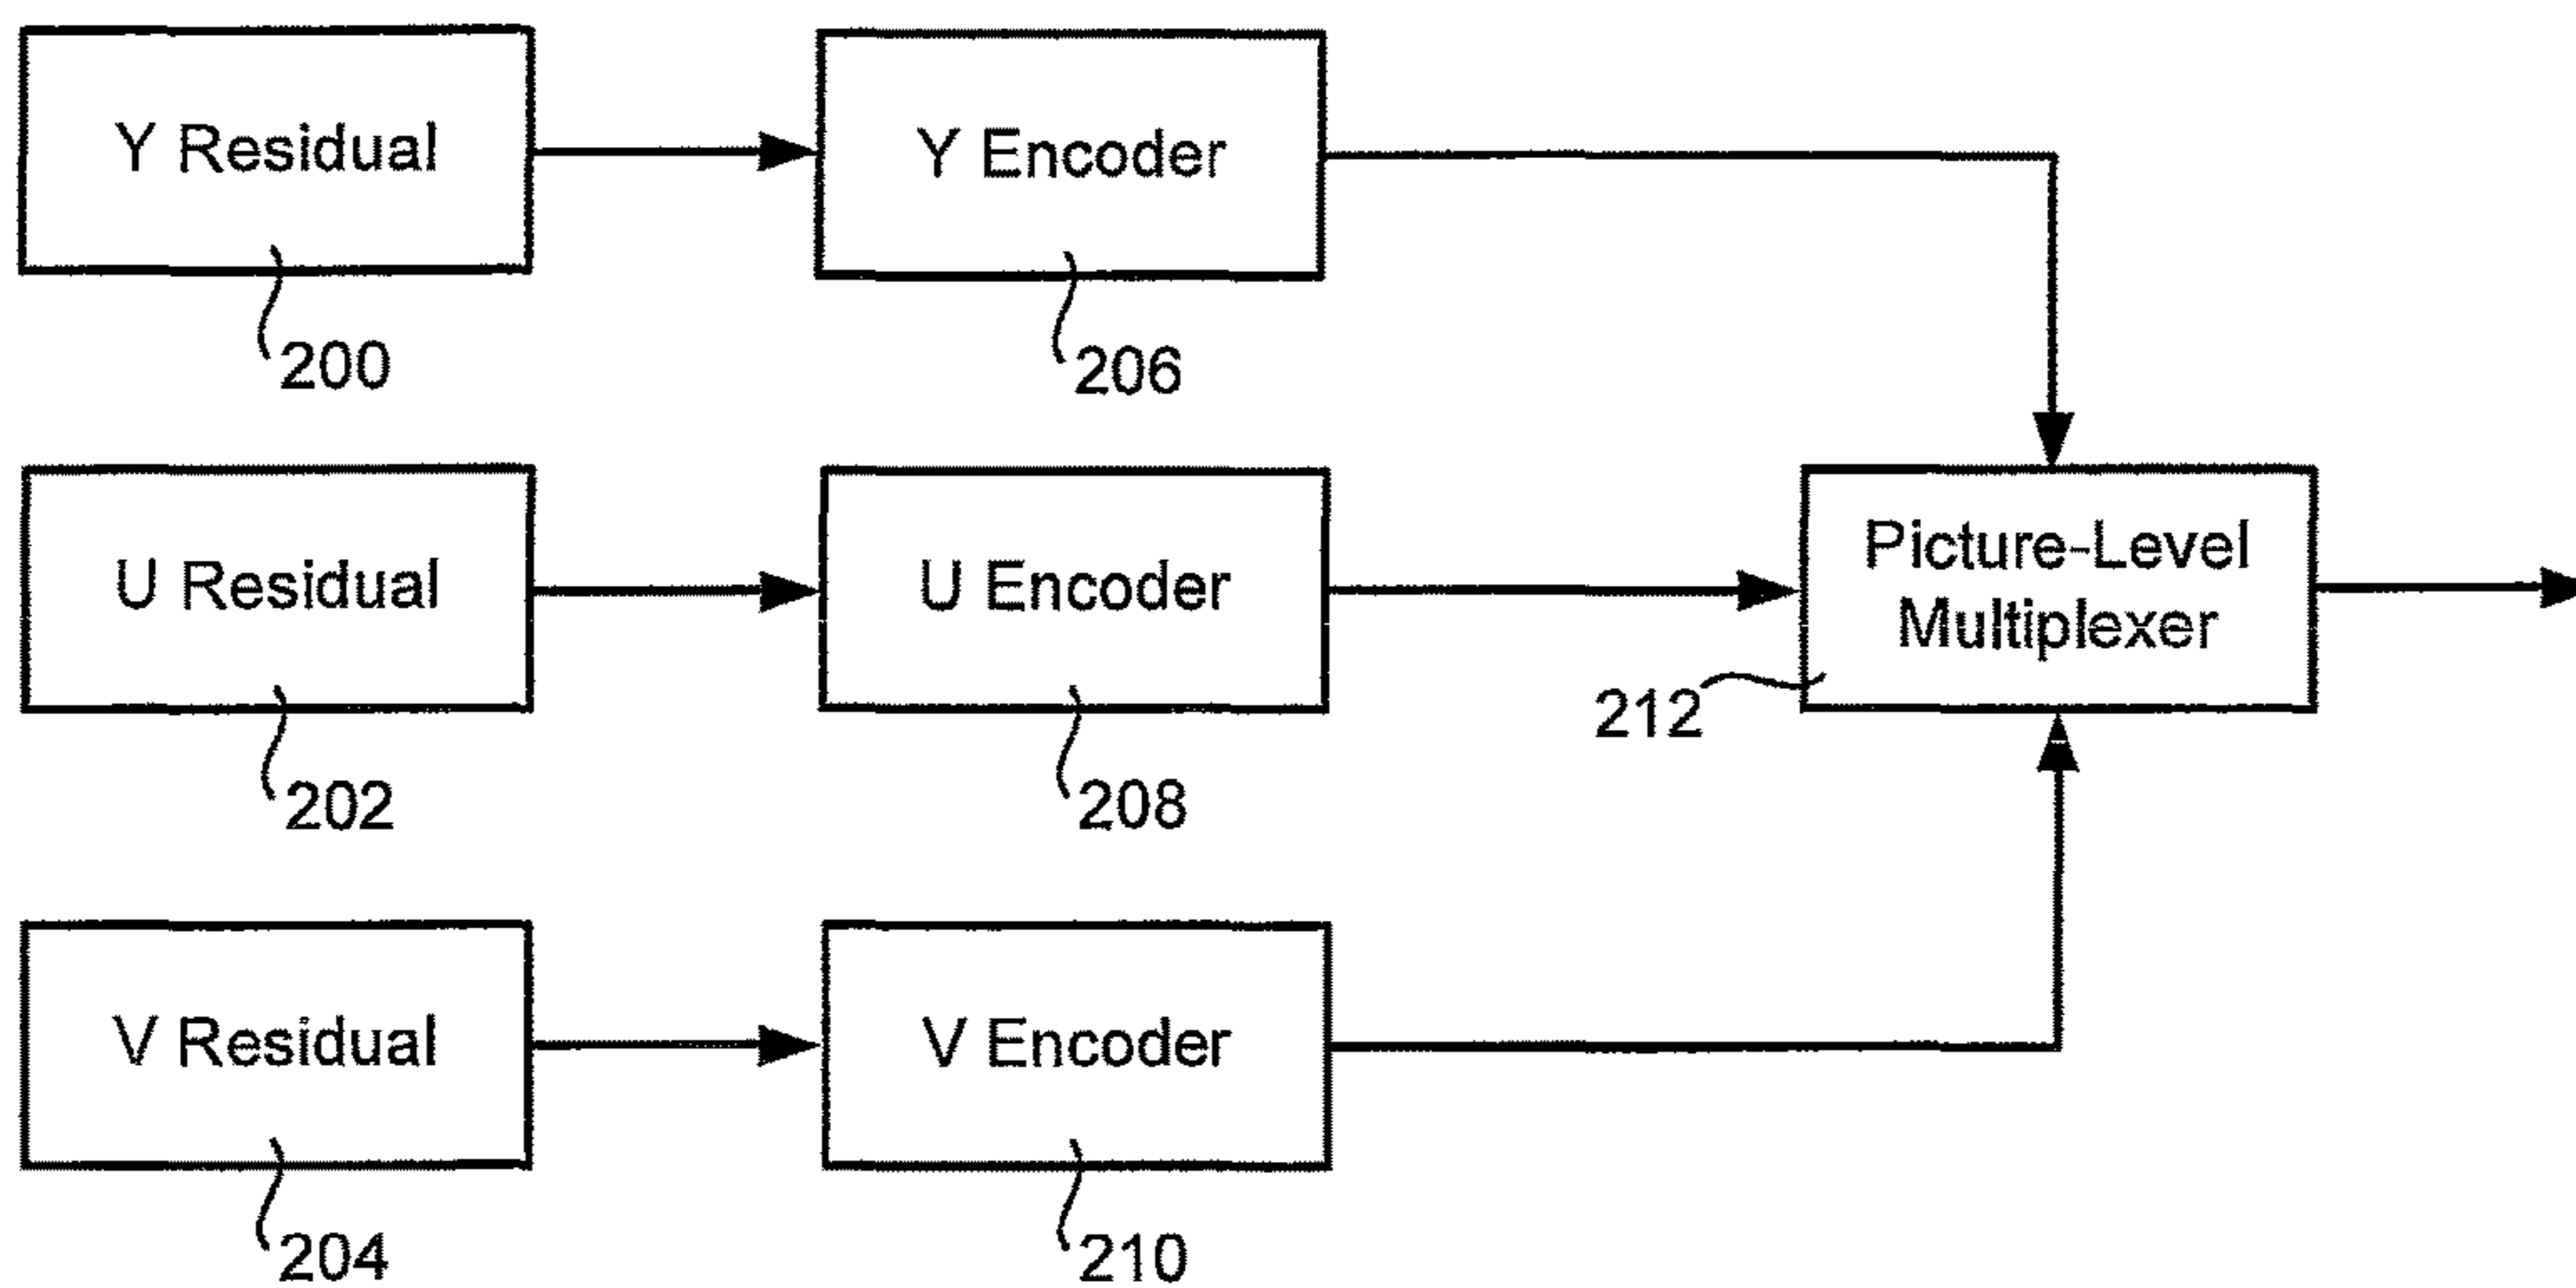 Y Residual
Y Encoder
200
206
U Residual
U Encoder
Picture-Level
Multiplexer
212
202
208
V Residual
V Encoder
204
210